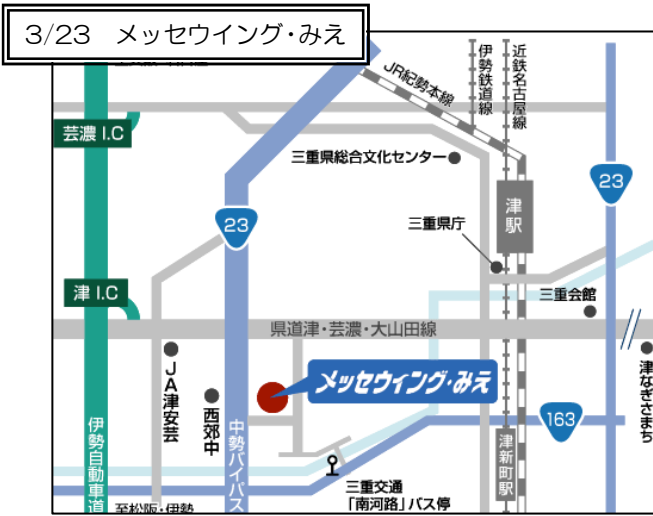 3/23 メッセウイング・みえ
JR紀勢本線
伊勢鉄道線
近鉄名古屋線
芸濃 I.C
三重県総合文化センター
23
23
津駅
三重県庁
津 I.C
三重会館
県道津・芸濃・大山田線
JA津安芸
メッセウィング・みえ
津なぎさまち
西郊中
163
伊勢自動車道
中勢バイパス
津新町駅
三重交通
「南河路」バス停
至松阪・伊勢